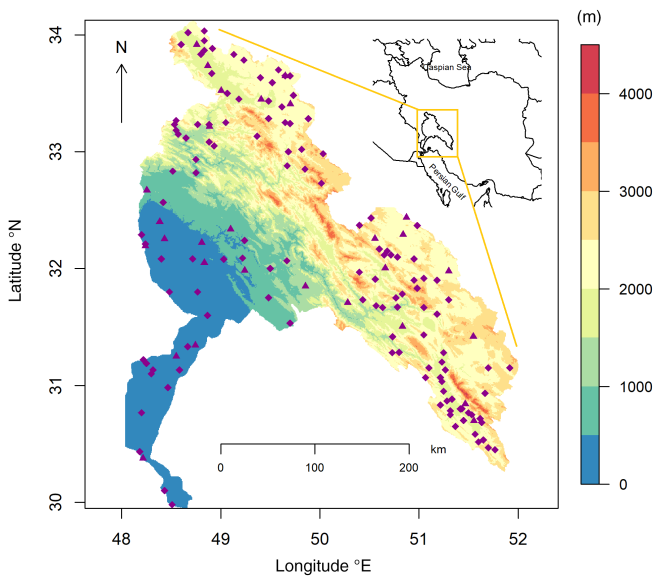 (m)
34
33
32
31
30
Latitude °N
N
Caspian Sea
Persian Gulf
4000
3000
2000
1000
0
km
0 100 200
48 49 50 51 52
Longitude °E